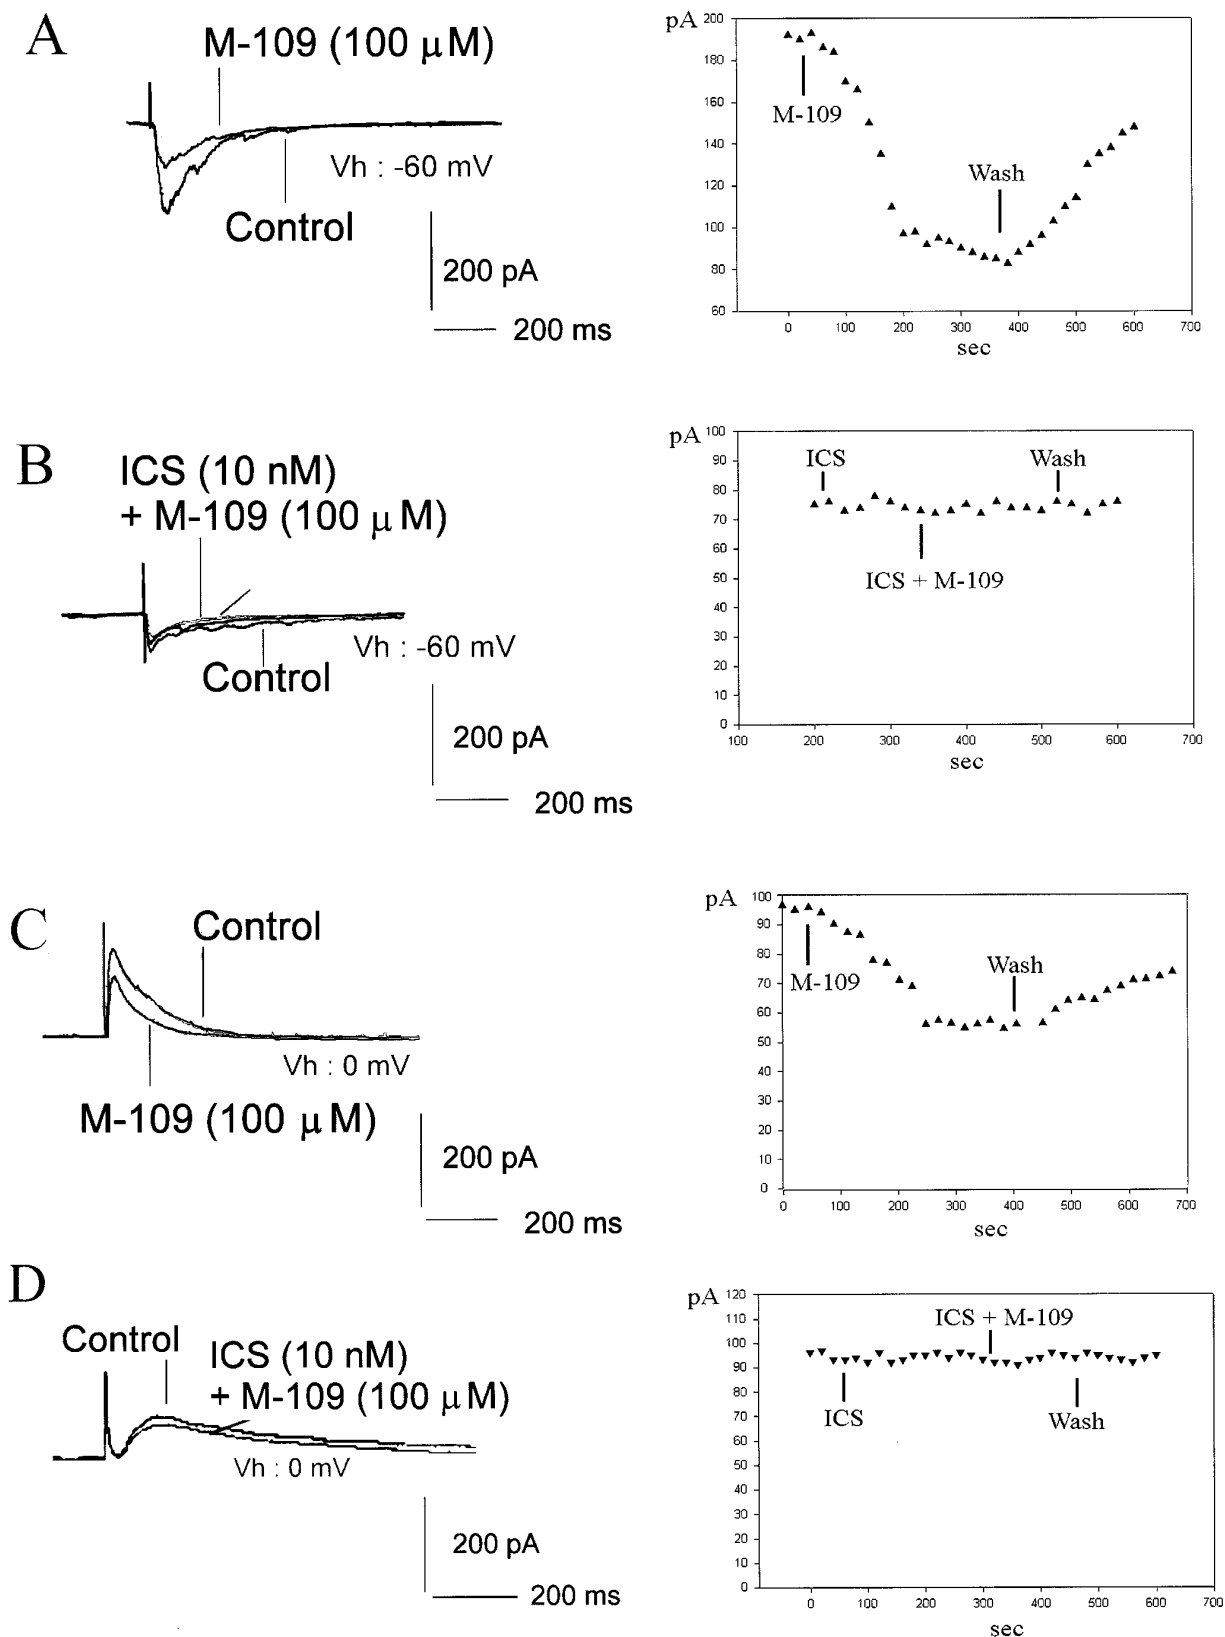 A
M-109 (100 μM)
Vh : -60 mV
Control
200 pA
200 ms
pA
200
180
160
140
120
100
80
60
M-109
Wash
0 100 200 300 400 500 600 700
sec
B
ICS (10 nM)
+ M-109 (100 μM)
Vh : -60 mV
Control
200 pA
200 ms
pA
100
90
80
70
60
50
40
30
20
10
0
ICS
Wash
ICS + M-109
100 200 300 400 500 600 700
sec
C
Control
Vh : 0 mV
M-109 (100 μM)
200 pA
200 ms
pA
100
90
80
70
60
50
40
30
20
10
0
M-109
Wash
0 100 200 300 400 500 600 700
sec
D
Control
ICS (10 nM)
+ M-109 (100 μM)
Vh : 0 mV
200 pA
200 ms
pA
120
110
100
90
80
70
60
50
40
30
20
10
0
ICS + M-109
ICS
Wash
0 100 200 300 400 500 600 700
sec